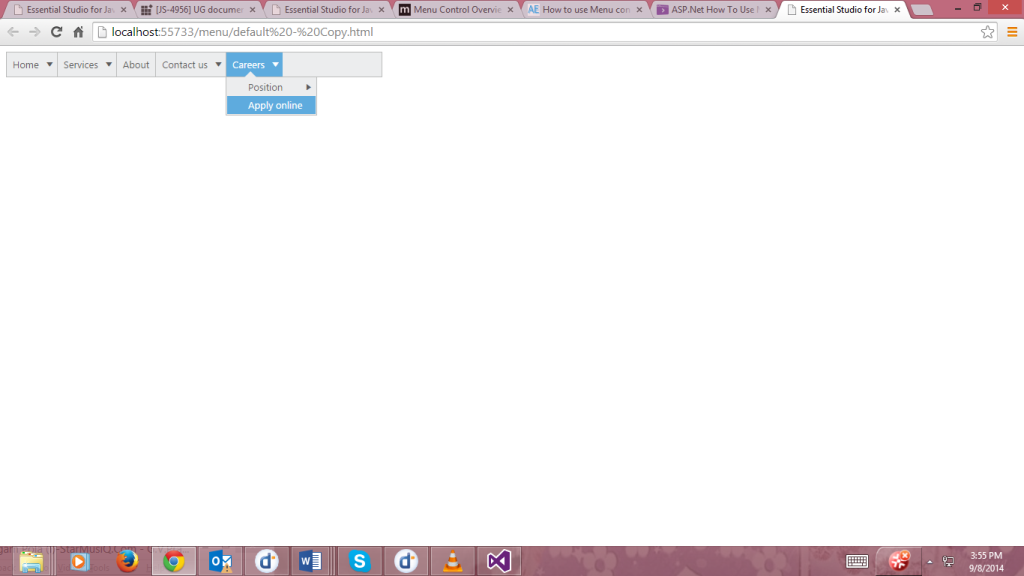 Essential Studio for Jav
[JS-4956] UG documen
Essential Studio for Jav
m Menu Control Overvie
AE How to use Menu con
ASP.Net How To Use M
Essential Studio for Jav
localhost:55733/menu/default%20-%20Copy.html
Home Services About Contact us Careers
Position
Apply online
3:55 PM
9/8/2014